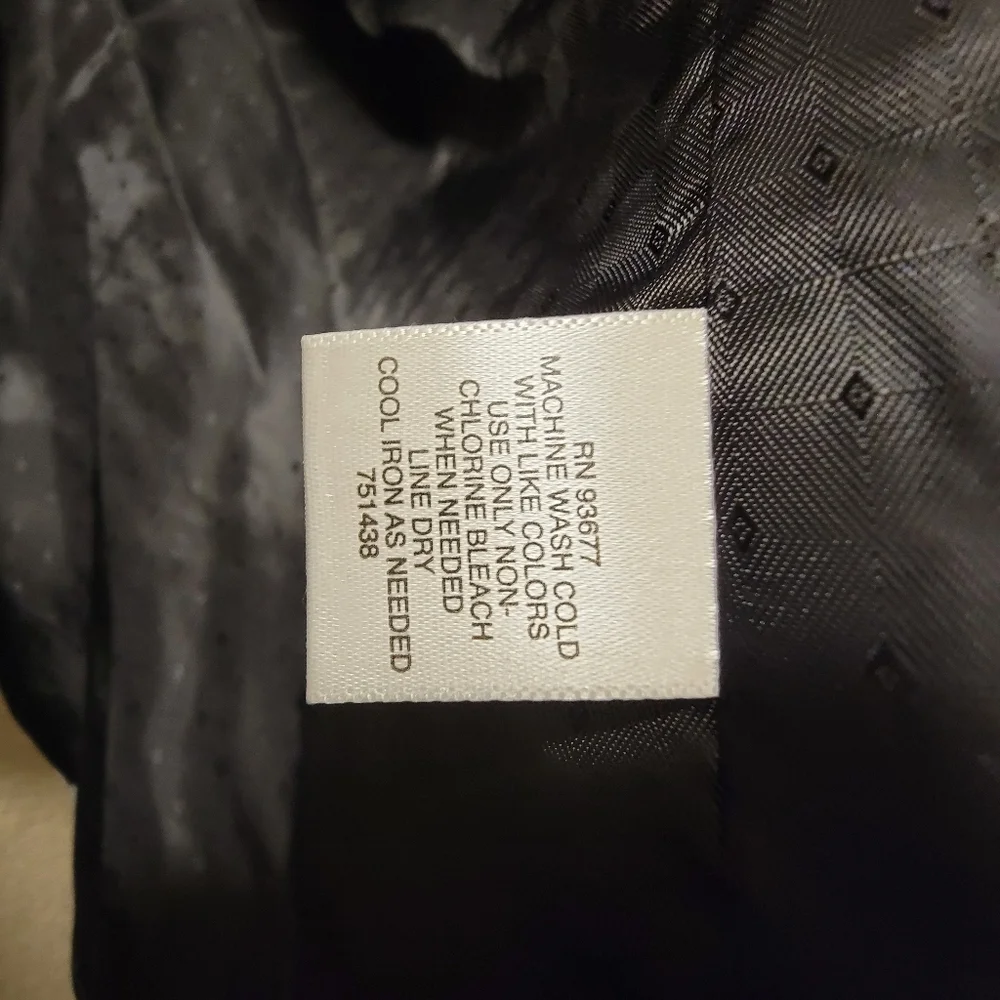 RN 93677
MACHINE WASH COLD
WITH LIKE COLORS
USE ONLY NON-
CHLORINE BLEACH
WHEN NEEDED
LINE DRY
COOL IRON AS NEEDED
751438